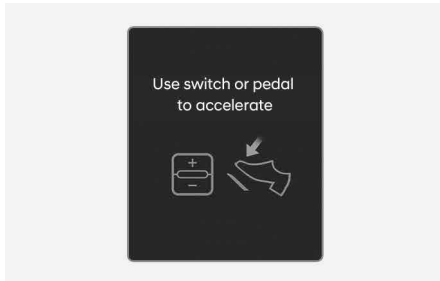 Use switch or pedal
to accelerate
+
−